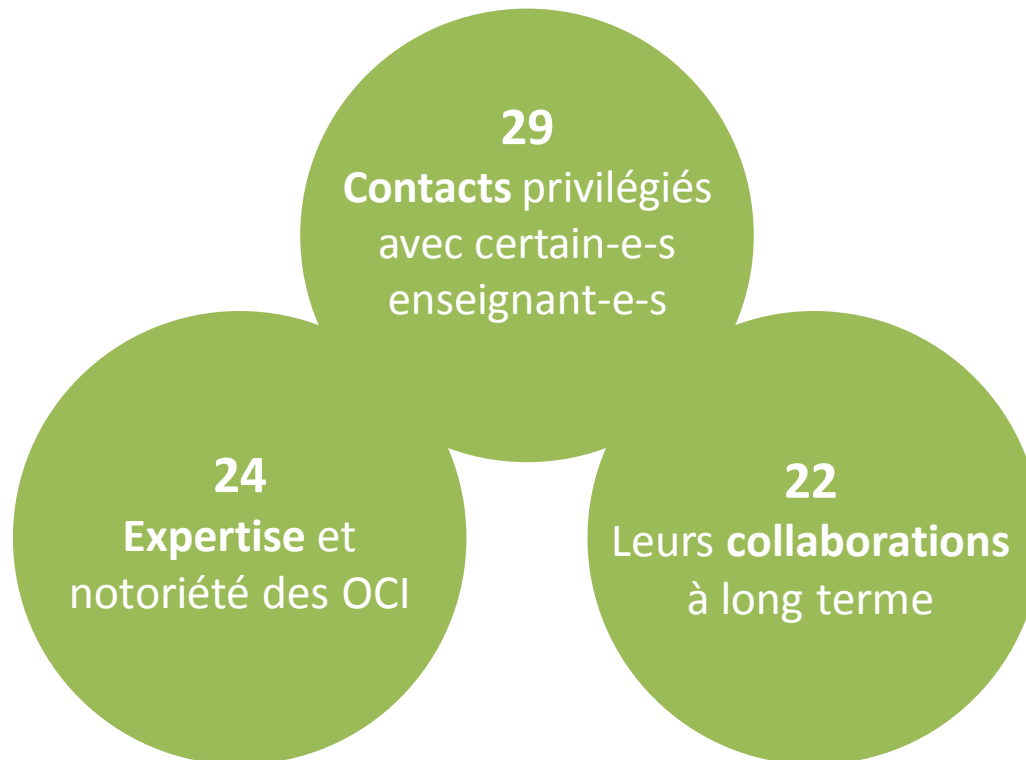 29
Contacts privilégiés
avec certain-e-s
enseignant-e-s
24
Expertise et
notoriété des OCI
22
Leurs collaborations
à long terme